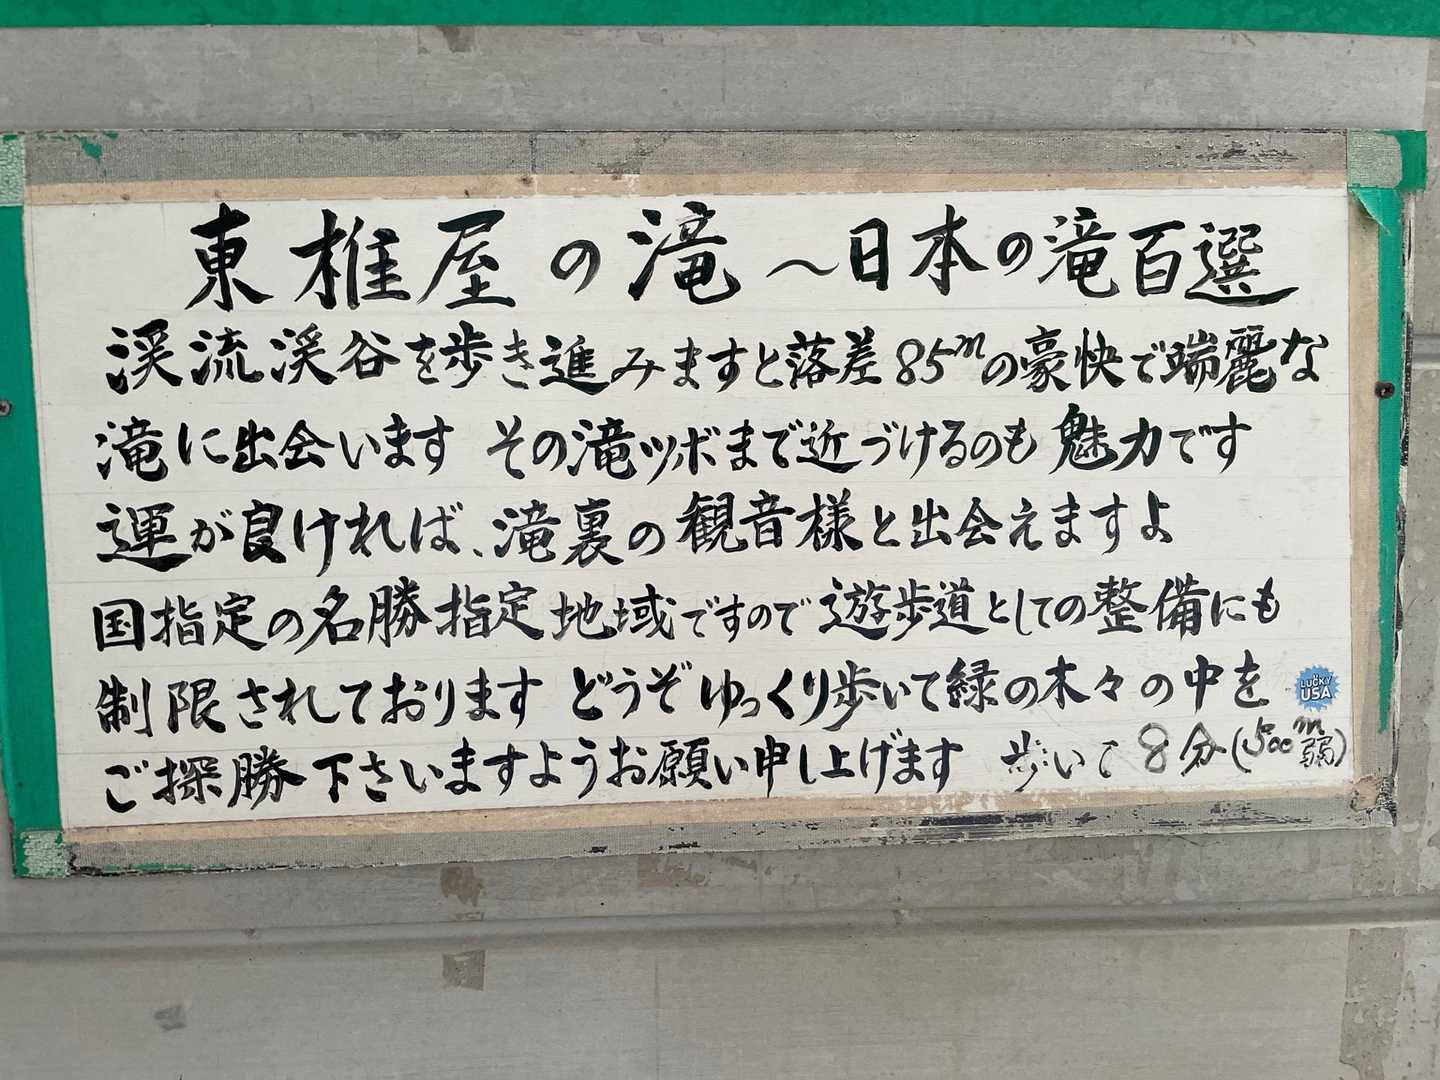 東椎屋の滝～日本の滝百選
渓流渓谷を歩き進みますと落差85mの豪快で端麗な
滝に出会います その滝ツボまで近づけるのも魅力です
運が良ければ、滝裏の観音様と出会えますよ
国指定の名勝指定地域ですので遊歩道としての整備にも
制限されております どうぞゆっくり歩いて緑の木々の中を
ご探勝下さいますようお願い申し上げます 歩いて8分(500m弱)
LUCKY
USA